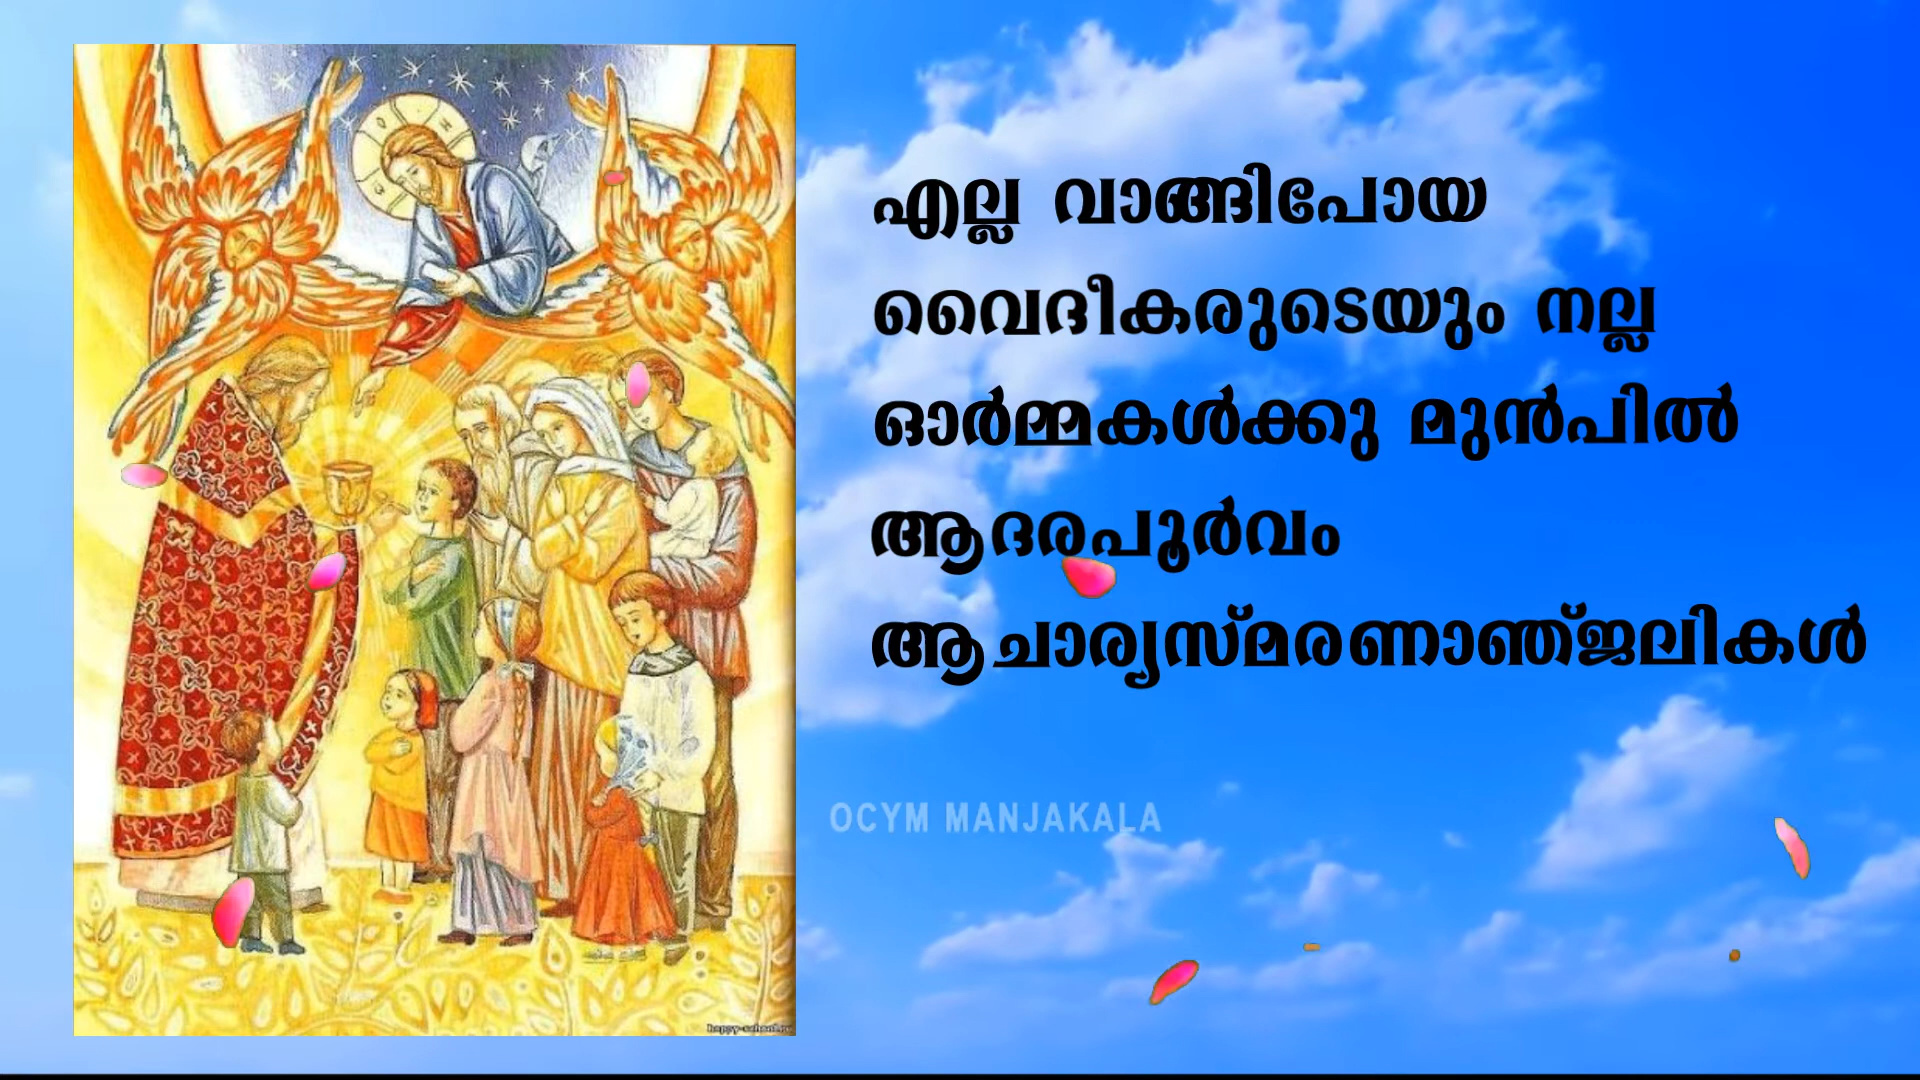 എല്ല വാങ്ങിപോയ
വൈദീകരുടെയും നല്ല
ഓർമ്മകൾക്കു മുൻപിൽ
ആദരപൂർവം
ആചാര്യസ്മരണാഞ്ജലികൾ
OCYM MANJAKALA